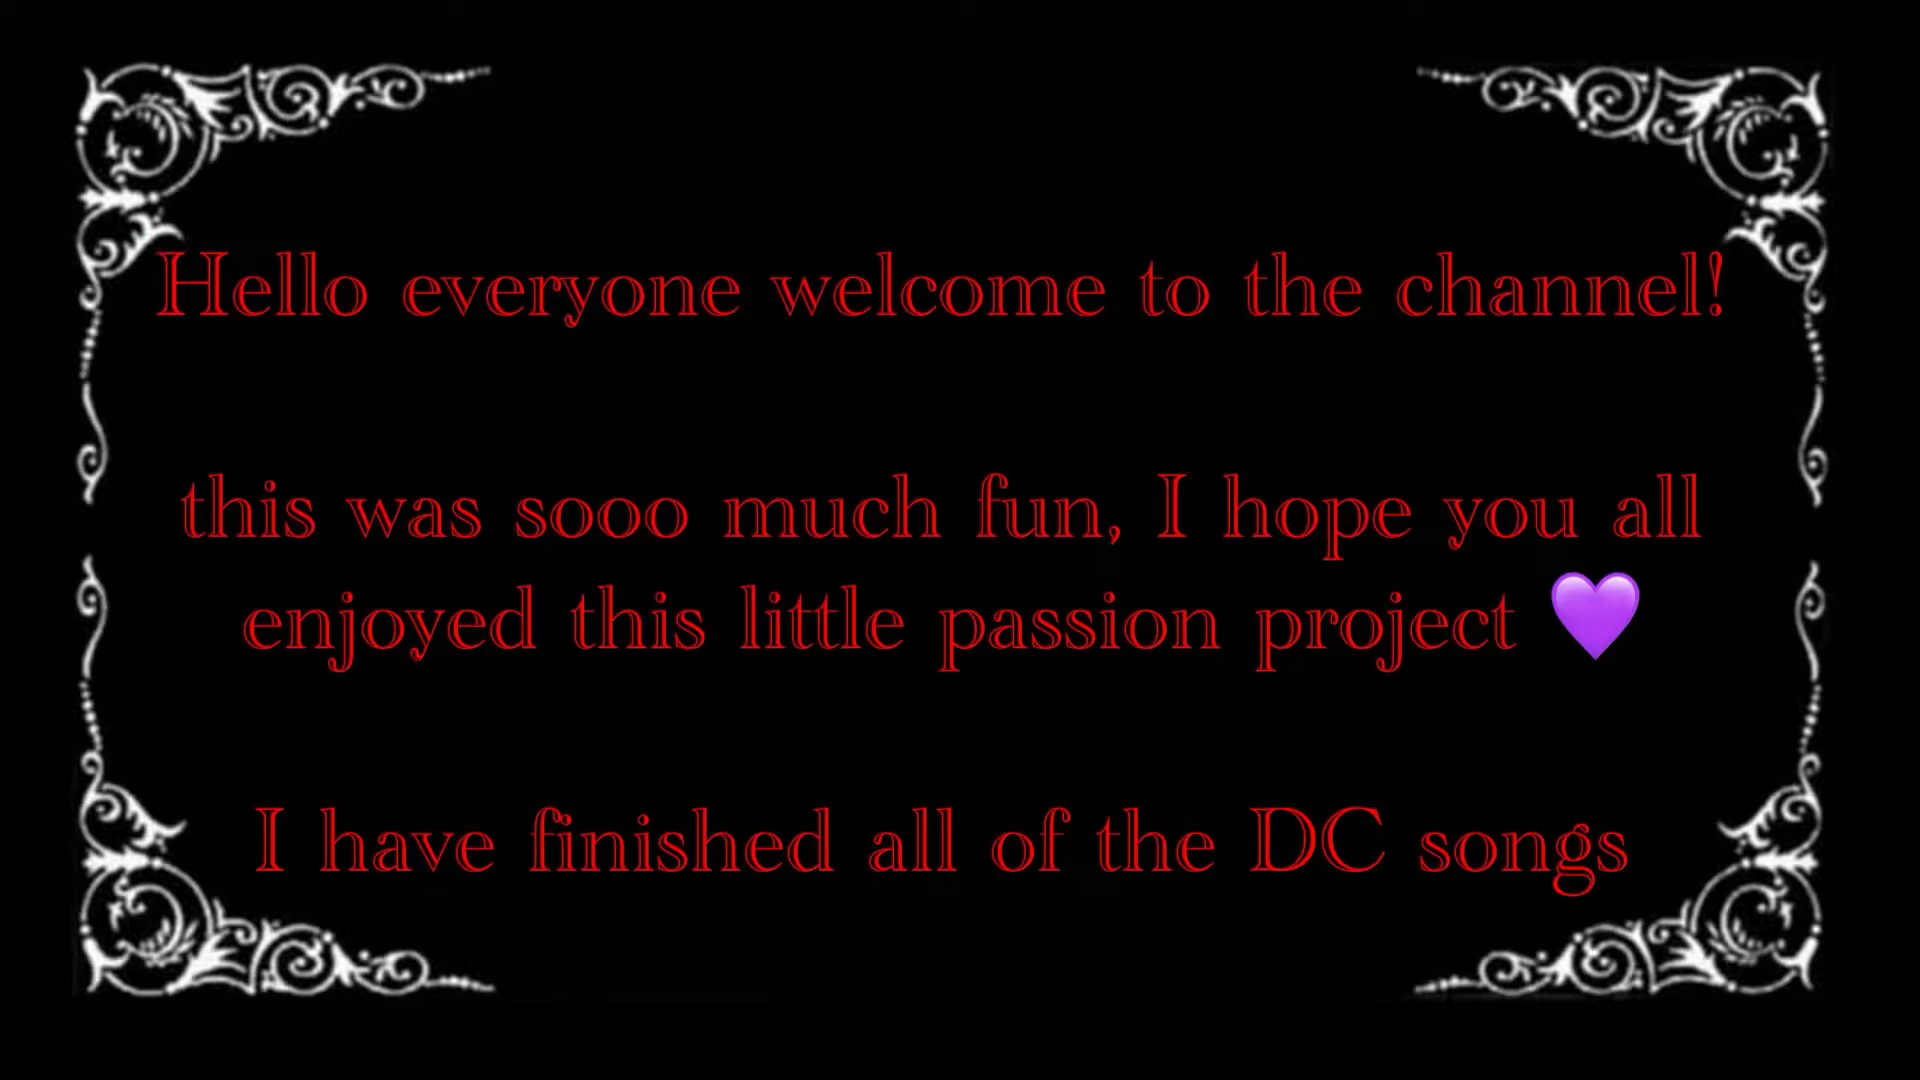 Hello everyone welcome to the channel!
this was sooo much fun, I hope you all
enjoyed this little passion project 💜
I have finished all of the DC songs